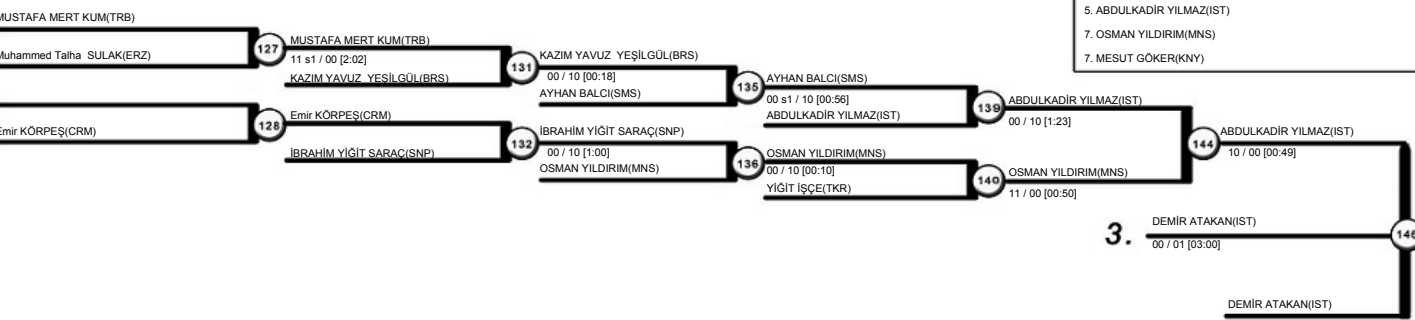 5. ABDULKADİR YILMAZ(IST)
7. OSMAN YILDIRIM(MNS)
7. MESUT GÖKER(KNY)
MUSTAFA MERT KUM(TRB)
Muhammed Talha SULAK(ERZ)
127
MUSTAFA MERT KUM(TRB)
11 s1 / 00 [2:02]
KAZIM YAVUZ YEŞİLGÜL(BRS)
131
KAZIM YAVUZ YEŞİLGÜL(BRS)
00 / 10 [00:18]
AYHAN BALCI(SMS)
135
AYHAN BALCI(SMS)
00 s1 / 10 [00:56]
ABDULKADİR YILMAZ(IST)
139
ABDULKADİR YILMAZ(IST)
00 / 10 [1:23]
Emir KÖRPEŞ(CRM)
128
Emir KÖRPEŞ(CRM)
İBRAHİM YİĞİT SARAÇ(SNP)
132
İBRAHİM YİĞİT SARAÇ(SNP)
00 / 10 [1:00]
OSMAN YILDIRIM(MNS)
136
OSMAN YILDIRIM(MNS)
00 / 10 [00:10]
YİĞİT İŞÇE(TKR)
140
OSMAN YILDIRIM(MNS)
11 / 00 [00:50]
144
ABDULKADİR YILMAZ(IST)
10 / 00 [00:49]
3.
DEMİR ATAKAN(IST)
00 / 01 [03:00]
146
DEMİR ATAKAN(IST)